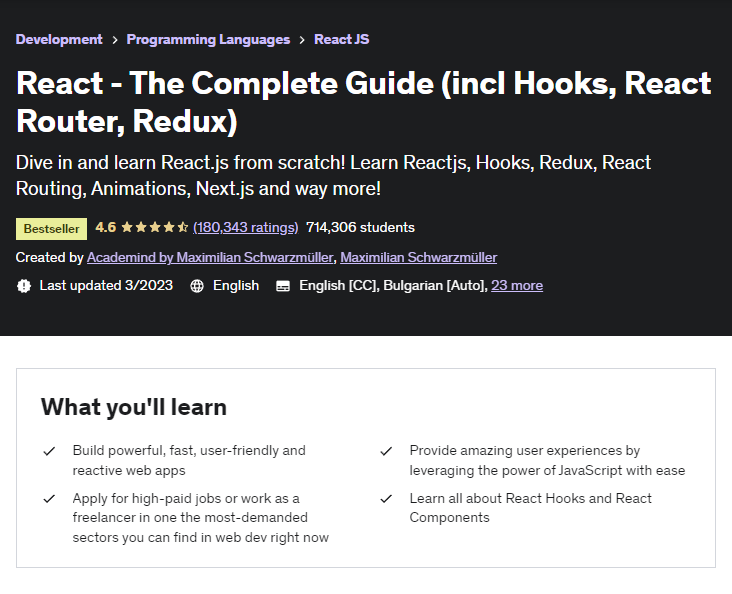 Development > Programming Languages > React JS
React - The Complete Guide (incl Hooks, React
Router, Redux)
Dive in and learn React.js from scratch! Learn Reactjs, Hooks, Redux, React
Routing, Animations, Next.js and way more!
Bestseller 4.6 (180,343 ratings) 714,306 students
Created by Academind by Maximilian Schwarzmüller, Maximilian Schwarzmüller
Last updated 3/2023 English English [CC], Bulgarian [Auto], 23 more
What you'll learn
Build powerful, fast, user-friendly and
reactive web apps
Provide amazing user experiences by
leveraging the power of JavaScript with ease
Apply for high-paid jobs or work as a
freelancer in one the most-demanded
sectors you can find in web dev right now
Learn all about React Hooks and React
Components